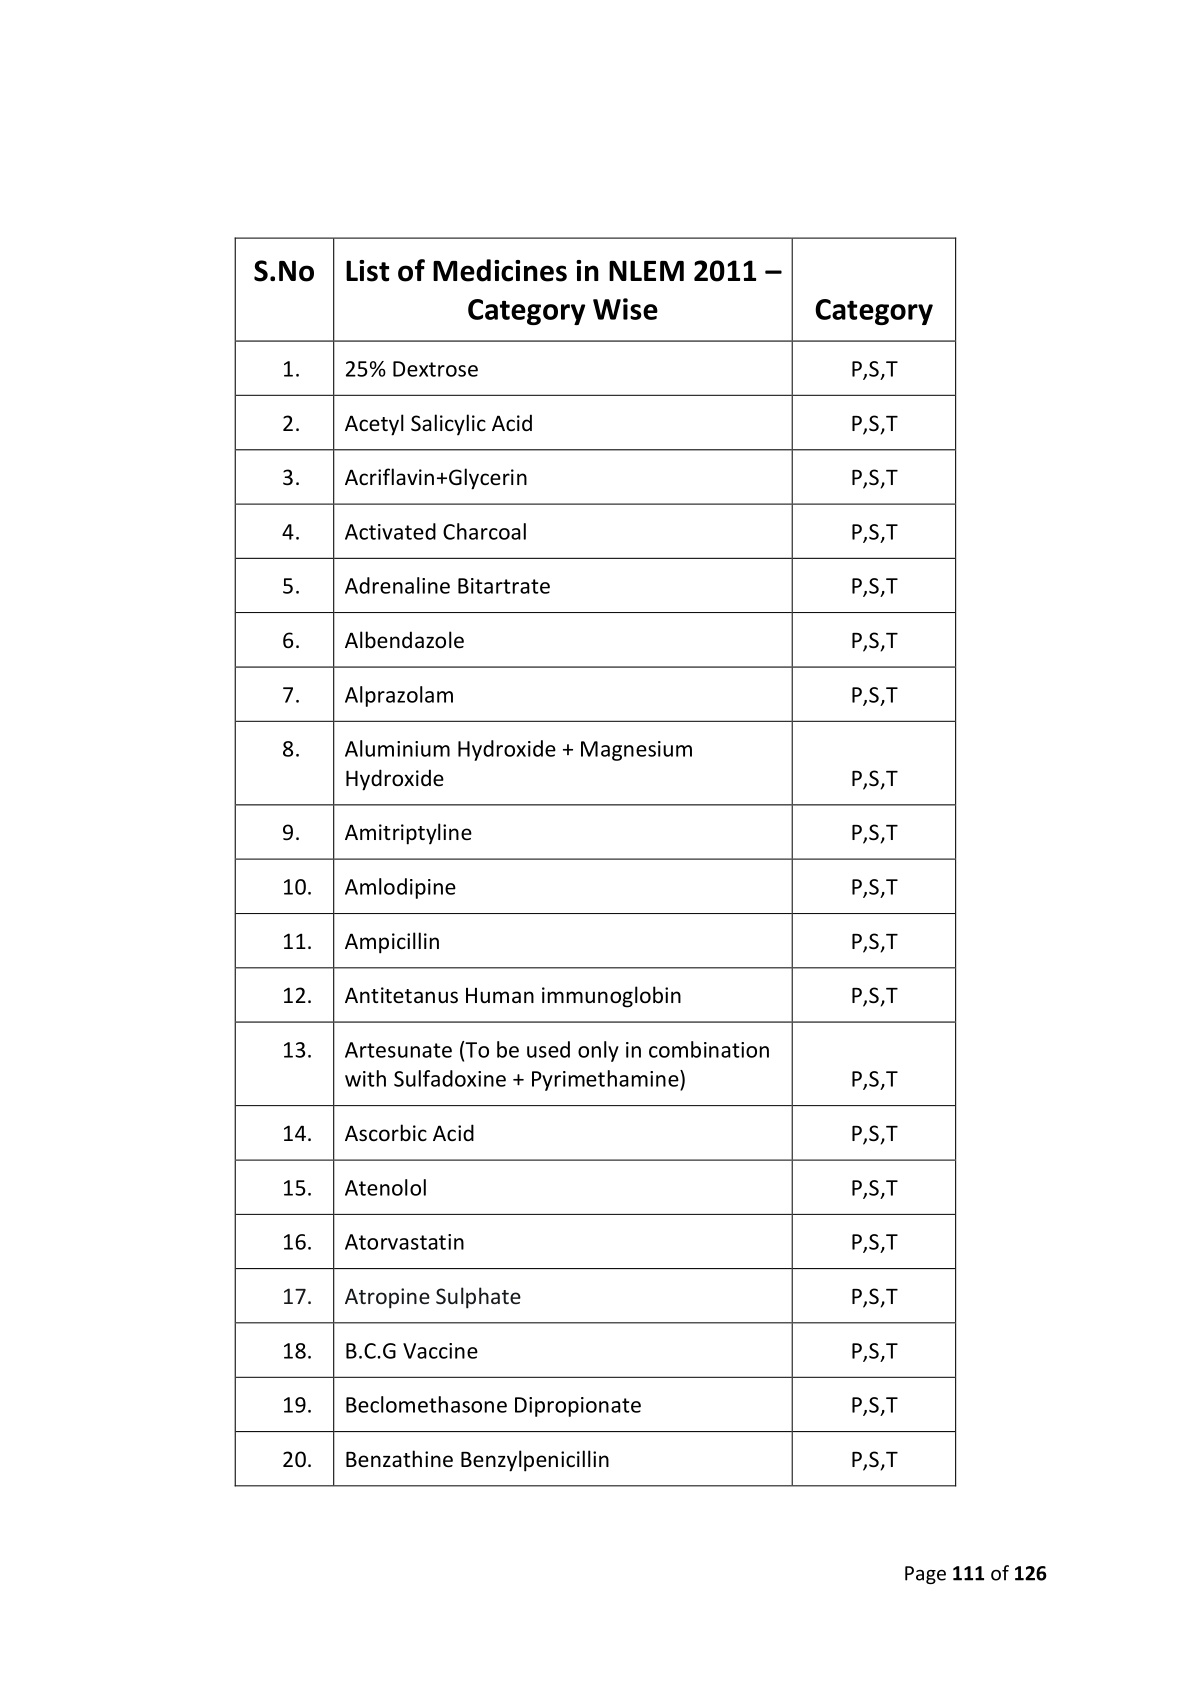 S.No List of Medicines in NLEM 2011 –
Category Wise Category
1. 25% Dextrose P,S,T
2. Acetyl Salicylic Acid P,S,T
3. Acriflavin+Glycerin P,S,T
4. Activated Charcoal P,S,T
5. Adrenaline Bitartrate P,S,T
6. Albendazole P,S,T
7. Alprazolam P,S,T
8. Aluminium Hydroxide + Magnesium
Hydroxide P,S,T
9. Amitriptyline P,S,T
10. Amlodipine P,S,T
11. Ampicillin P,S,T
12. Antitetanus Human immunoglobin P,S,T
13. Artesunate (To be used only in combination
with Sulfadoxine + Pyrimethamine) P,S,T
14. Ascorbic Acid P,S,T
15. Atenolol P,S,T
16. Atorvastatin P,S,T
17. Atropine Sulphate P,S,T
18. B.C.G Vaccine P,S,T
19. Beclomethasone Dipropionate P,S,T
20. Benzathine Benzylpenicillin P,S,T
Page 111 of 126